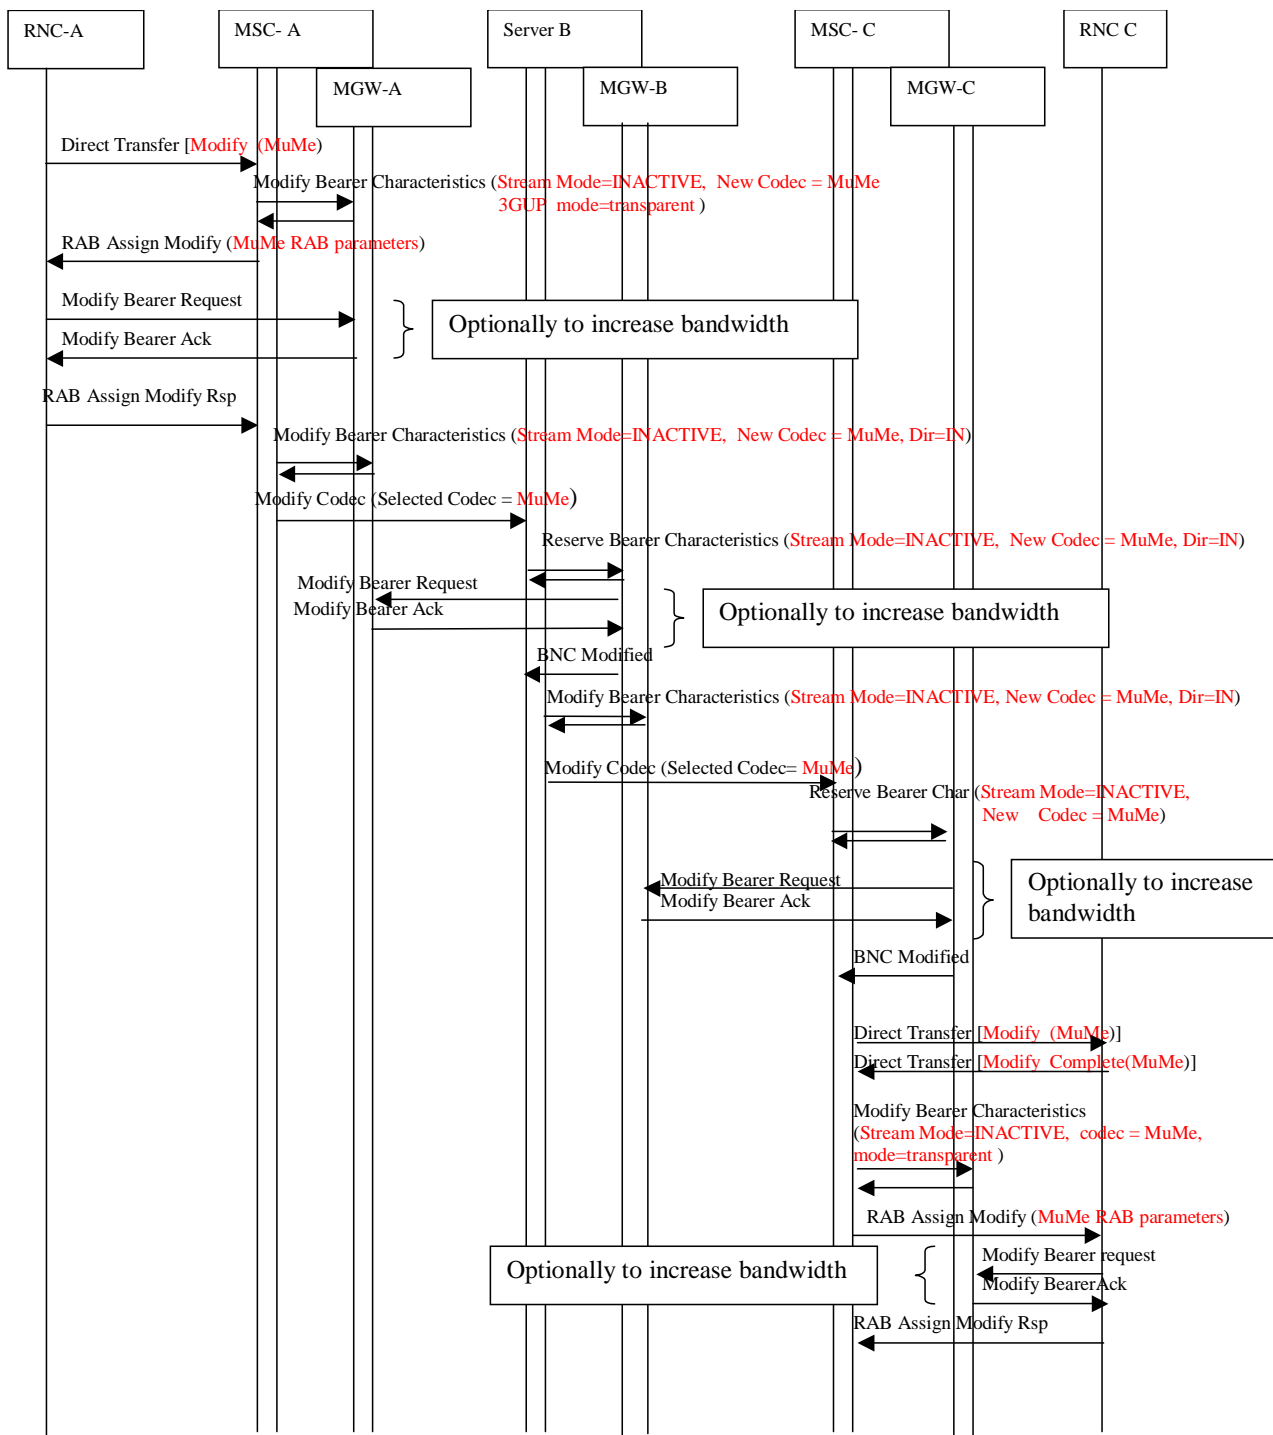 RNC-A
MSC- A
Server B
MSC- C
RNC C
MGW-A
MGW-B
MGW-C
Direct Transfer [Modify (MuMe)
Modify Bearer Characteristics (Stream Mode=INACTIVE, New Codec = MuMe
3GUP mode=transparent )
RAB Assign Modify (MuMe RAB parameters)
Modify Bearer Request
Optionally to increase bandwidth
Modify Bearer Ack
RAB Assign Modify Rsp
Modify Bearer Characteristics (Stream Mode=INACTIVE, New Codec = MuMe, Dir=IN)
Modify Codec (Selected Codec = MuMe)
Reserve Bearer Characteristics (Stream Mode=INACTIVE, New Codec = MuMe, Dir=IN)
Modify Bearer Request
Modify Bearer Ack
Optionally to increase bandwidth
BNC Modified
Modify Bearer Characteristics (Stream Mode=INACTIVE, New Codec = MuMe, Dir=IN)
Modify Codec (Selected Codec= MuMe)
Reserve Bearer Char (Stream Mode=INACTIVE,
New Codec = MuMe)
Modify Bearer Request
Modify Bearer Ack
Optionally to increase
bandwidth
BNC Modified
Direct Transfer [Modify (MuMe)]
Direct Transfer [Modify Complete(MuMe)]
Modify Bearer Characteristics
(Stream Mode=INACTIVE, codec = MuMe,
mode=transparent )
RAB Assign Modify (MuMe RAB parameters)
Optionally to increase bandwidth
Modify Bearer request
Modify BearerAck
RAB Assign Modify Rsp